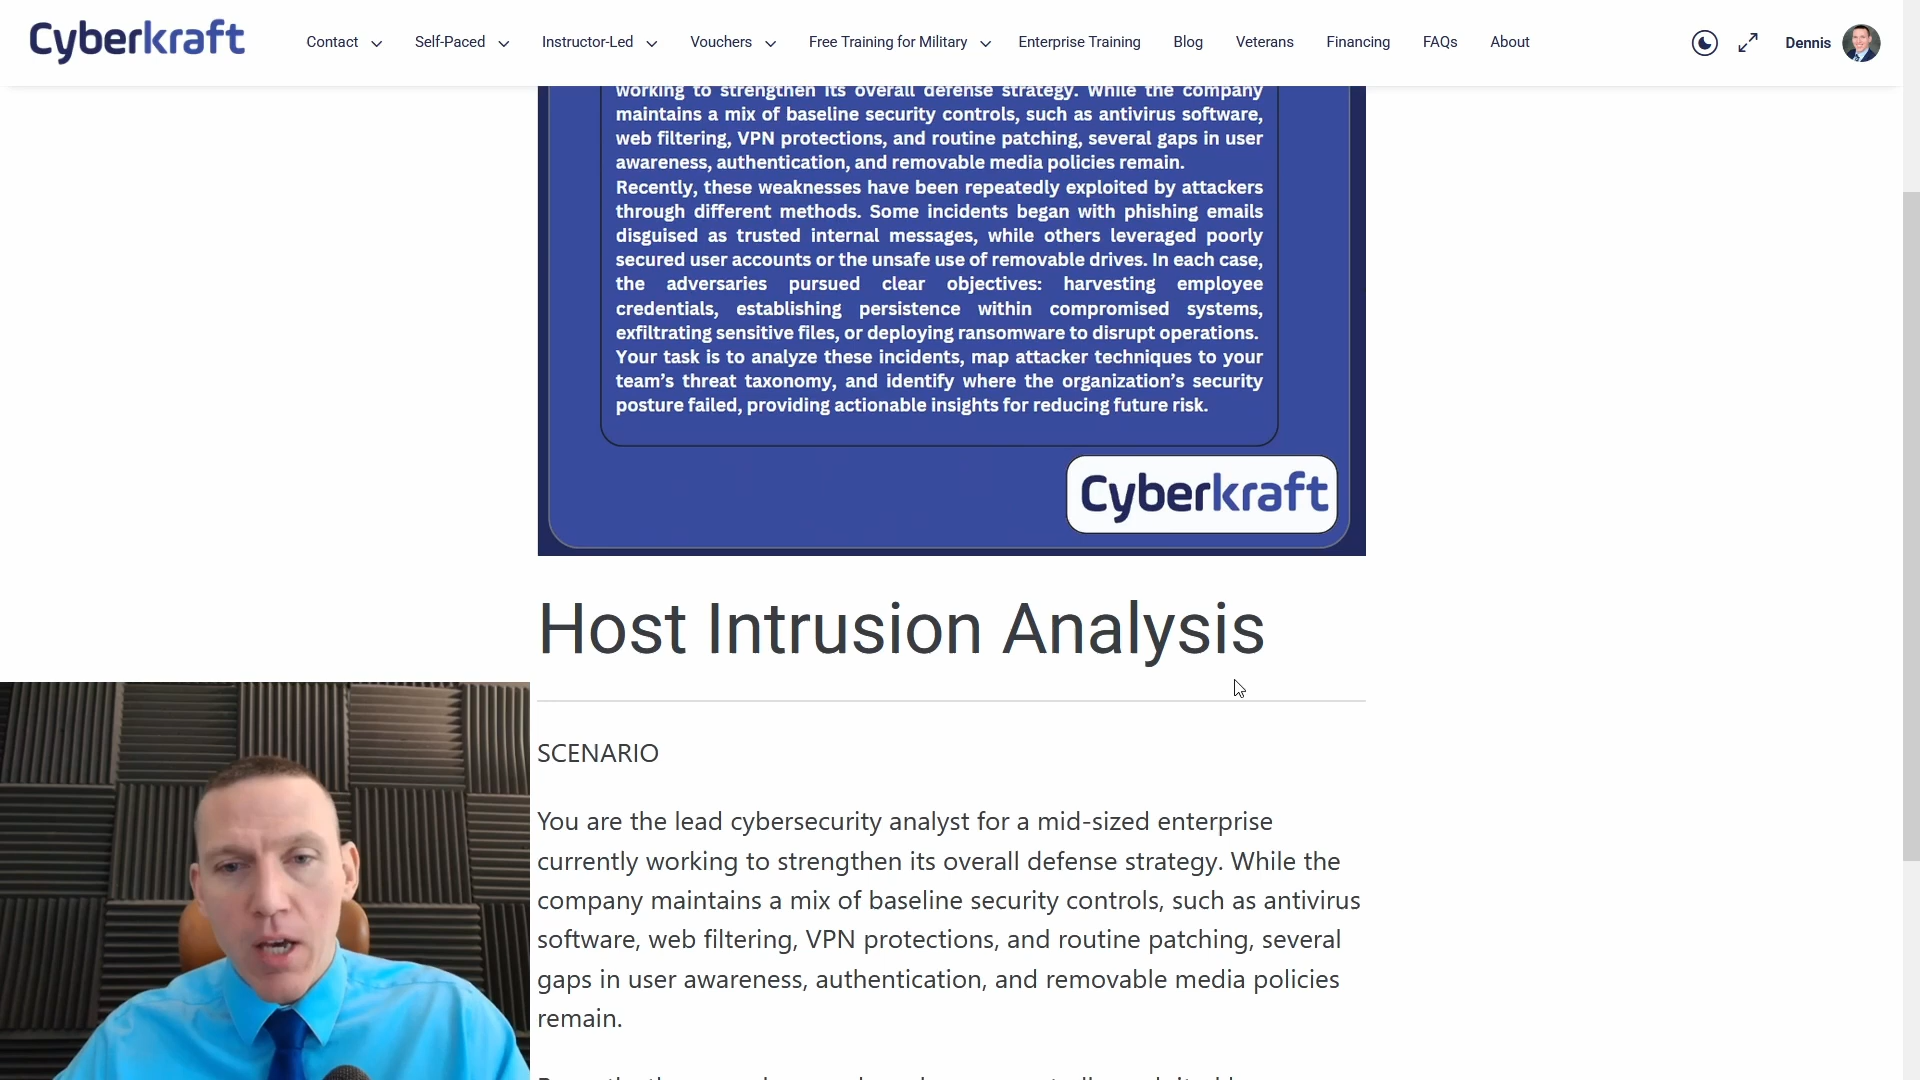 Cyberkraft
Contact Self-Paced Instructor-Led Vouchers Free Training for Military Enterprise Training Blog Veterans Financing FAQs About Dennis
working to strengthen its overall defense strategy. While the company
maintains a mix of baseline security controls, such as antivirus software,
web filtering, VPN protections, and routine patching, several gaps in user
awareness, authentication, and removable media policies remain.
Recently, these weaknesses have been repeatedly exploited by attackers
through different methods. Some incidents began with phishing emails
disguised as trusted internal messages, while others leveraged poorly
secured user accounts or the unsafe use of removable drives. In each case,
the adversaries pursued clear objectives: harvesting employee
credentials, establishing persistence within compromised systems,
exfiltrating sensitive files, or deploying ransomware to disrupt operations.
Your task is to analyze these incidents, map attacker techniques to your
team’s threat taxonomy, and identify where the organization’s security
posture failed, providing actionable insights for reducing future risk.
Cyberkraft
Host Intrusion Analysis
SCENARIO
You are the lead cybersecurity analyst for a mid-sized enterprise
currently working to strengthen its overall defense strategy. While the
company maintains a mix of baseline security controls, such as antivirus
software, web filtering, VPN protections, and routine patching, several
gaps in user awareness, authentication, and removable media policies
remain.